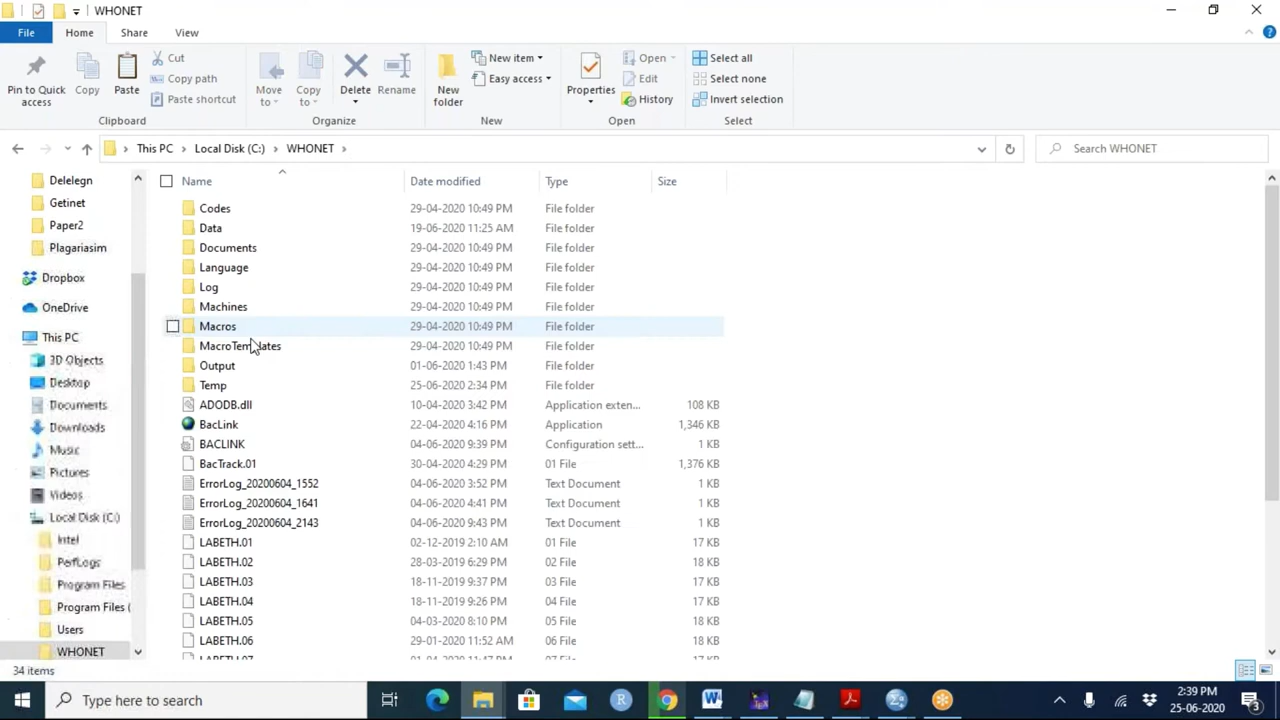 WHONET
File Home Share View
Pin to Quick access
Copy
Paste
Cut
Copy path
Paste shortcut
Clipboard
Move to
Copy to
Delete
Rename
Organize
New folder
New item
Easy access
New
Properties
Open
Edit
History
Open
Select all
Select none
Invert selection
Select
This PC > Local Disk (C:) > WHONET >
Search WHONET
Delelegn
Getinet
Paper2
Plagariasim
Dropbox
OneDrive
This PC
3D Objects
Desktop
Documents
Downloads
Music
Pictures
Videos
Local Disk (C:)
Intel
PerfLogs
Program Files
Program Files (
Users
WHONET
Name Date modified Type Size
Codes 29-04-2020 10:49 PM File folder
Data 19-06-2020 11:25 AM File folder
Documents 29-04-2020 10:49 PM File folder
Language 29-04-2020 10:49 PM File folder
Log 29-04-2020 10:49 PM File folder
Machines 29-04-2020 10:49 PM File folder
Macros 29-04-2020 10:49 PM File folder
MacroTemplates 29-04-2020 10:49 PM File folder
Output 01-06-2020 1:43 PM File folder
Temp 25-06-2020 2:34 PM File folder
ADODB.dll 10-04-2020 3:42 PM Application exten... 108 KB
BacLink 22-04-2020 4:16 PM Application 1,346 KB
BACLINK 04-06-2020 9:39 PM Configuration sett... 1 KB
BacTrack.01 30-04-2020 4:29 PM 01 File 1,376 KB
ErrorLog_20200604_1552 04-06-2020 3:52 PM Text Document 1 KB
ErrorLog_20200604_1641 04-06-2020 4:41 PM Text Document 1 KB
ErrorLog_20200604_2143 04-06-2020 9:43 PM Text Document 1 KB
LABETH.01 02-12-2019 2:10 AM 01 File 17 KB
LABETH.02 28-03-2019 6:29 PM 02 File 18 KB
LABETH.03 18-11-2019 9:37 PM 03 File 17 KB
LABETH.04 18-11-2019 9:26 PM 04 File 18 KB
LABETH.05 04-03-2020 8:10 PM 05 File 18 KB
LABETH.06 29-01-2020 11:52 AM 06 File 18 KB
34 items
Type here to search
2:39 PM
25-06-2020
3